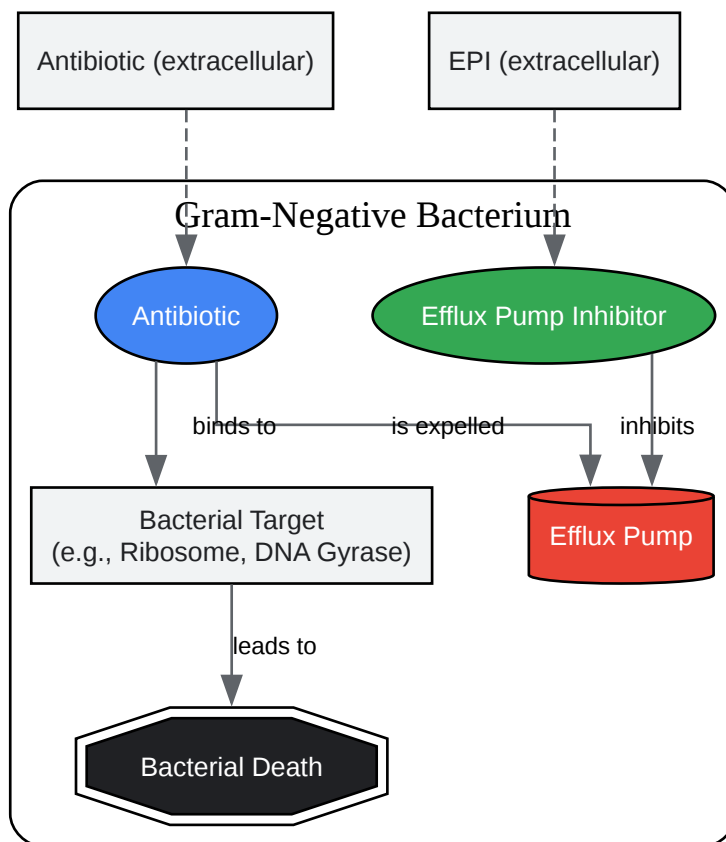 Antibiotic (extracellular)
EPI (extracellular)
Gram-Negative Bacterium
Antibiotic
Efflux Pump Inhibitor
binds to
is expelled
inhibits
Bacterial Target
(e.g., Ribosome, DNA Gyrase)
Efflux Pump
leads to
Bacterial Death